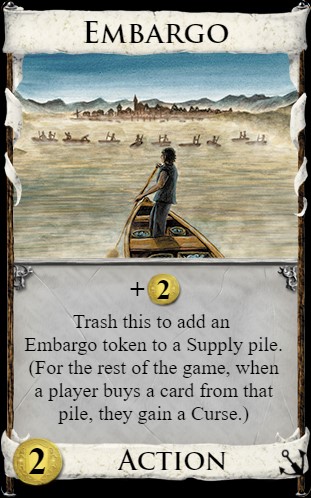 EMBARGO
+2
Trash this to add an
Embargo token to a Supply pile.
(For the rest of the game, when
a player buys a card from that
pile, they gain a Curse.)
2
ACTION